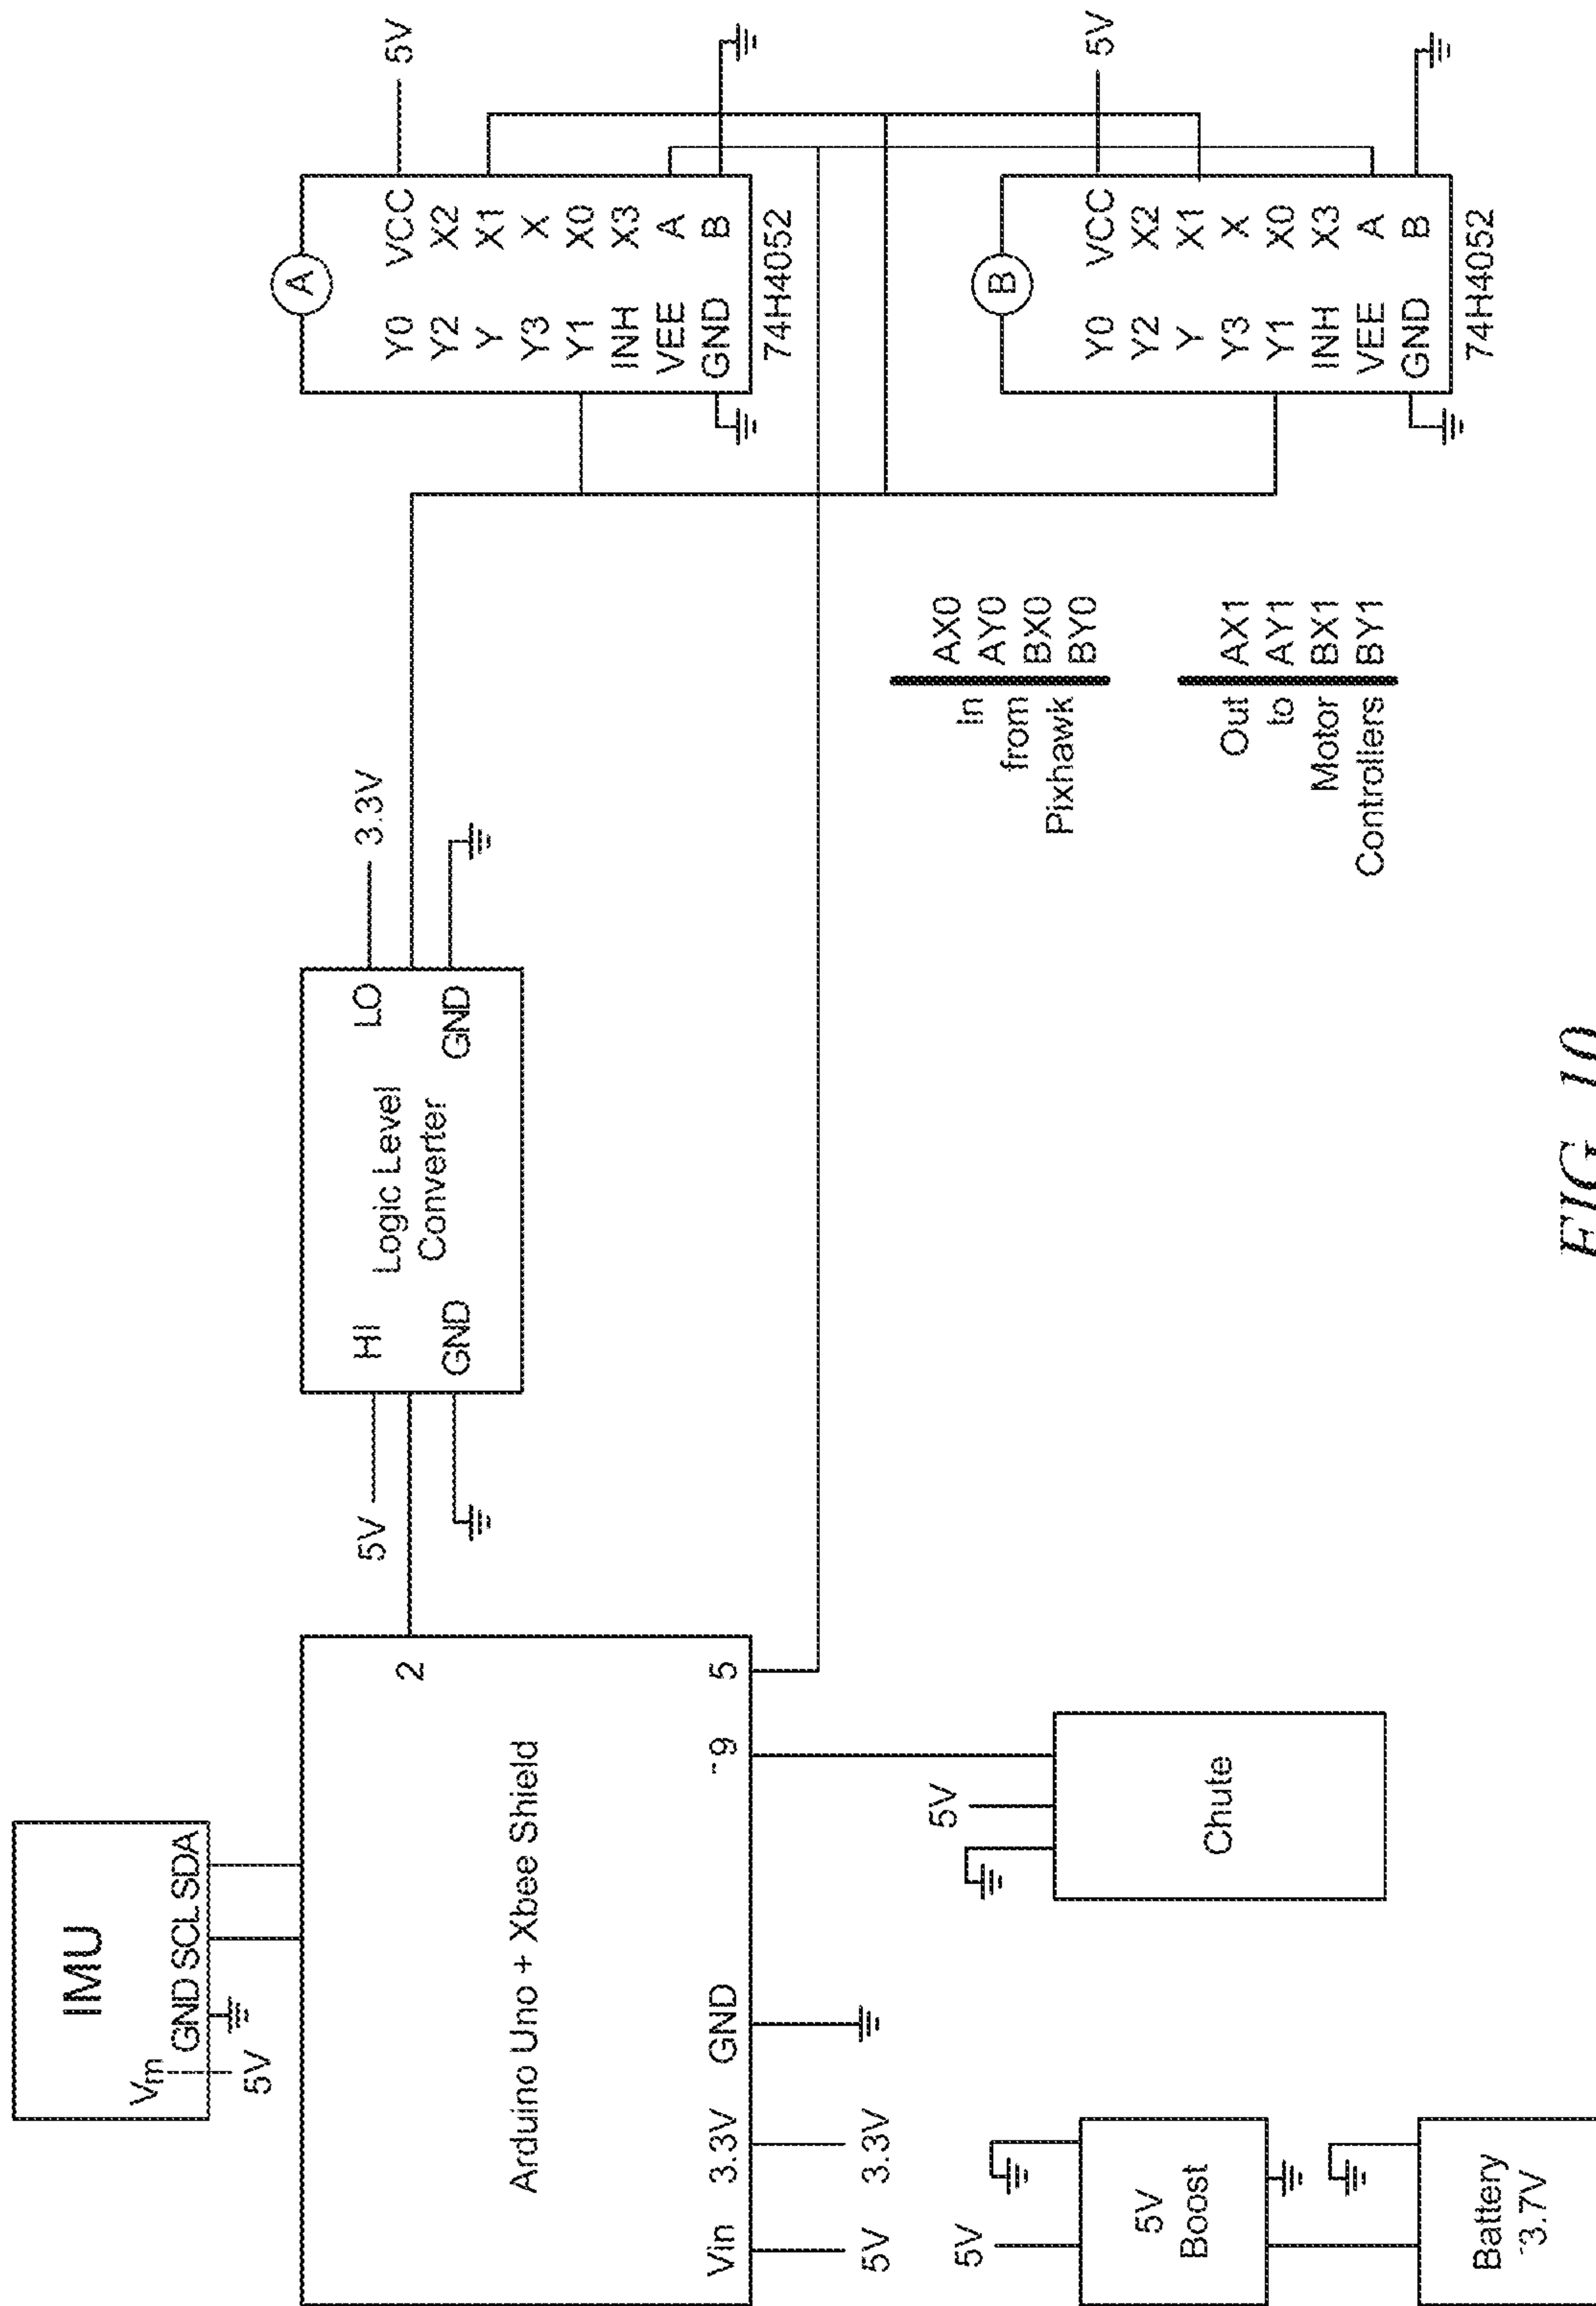 IMU
Vm GND SCL SDA
5V
Arduino Uno + Xbee Shield
2
Vin 3.3V GND ~9 5
5V 3.3V
5V
HI
GND
Logic Level
Converter
LO
GND
3.3V
A
Y0 VCC
Y2 X2
Y X1
Y3 X
Y1 X0
INH X3
VEE A
GND B
74H4052
5V
B
Y0 VCC
Y2 X2
Y X1
Y3 X
Y1 X0
INH X3
VEE A
GND B
74H4052
5V
In
from
Pixhawk
AX0
AY0
BX0
BY0
Out
to
Motor
Controllers
AX1
AY1
BX1
BY1
5V
Chute
5V
5V
Boost
Battery
~3.7V
FIG. 10